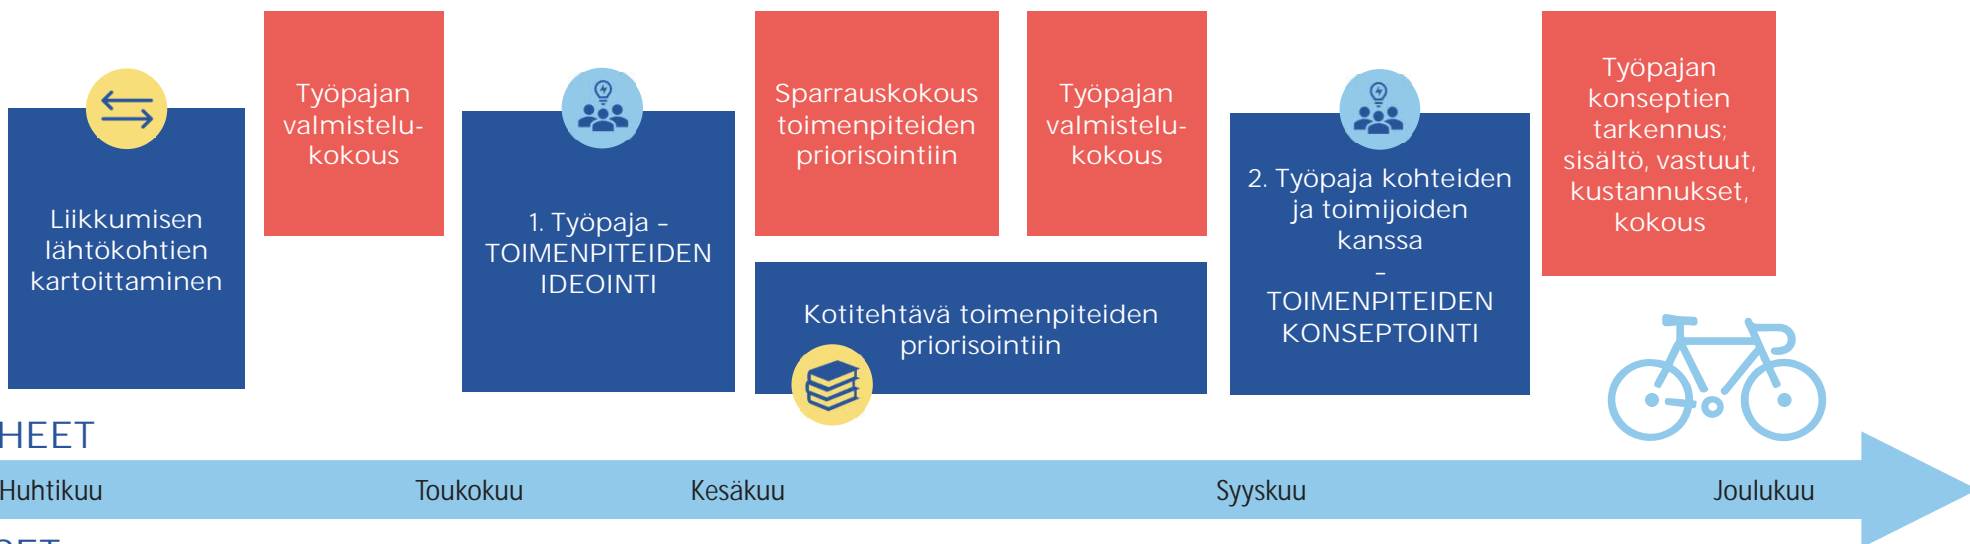 Liikkumisen
lähtökohtien
kartoittaminen
Työpajan
valmistelu-
kokous
1. Työpaja –
TOIMENPITEIDEN
IDEOINTI
Sparrauskokous
toimenpiteiden
priorisointiin
Työpajan
valmistelu-
kokous
Kotitehtävä toimenpiteiden
priorisointiin
2. Työpaja kohteiden
ja toimijoiden
kanssa
–
TOIMENPITEIDEN
KONSEPTOINTI
Työpajan
konseptien
tarkennus;
sisältö, vastuut,
kustannukset,
kokous
HEET
Huhtikuu Toukokuu Kesäkuu Syyskuu Joulukuu